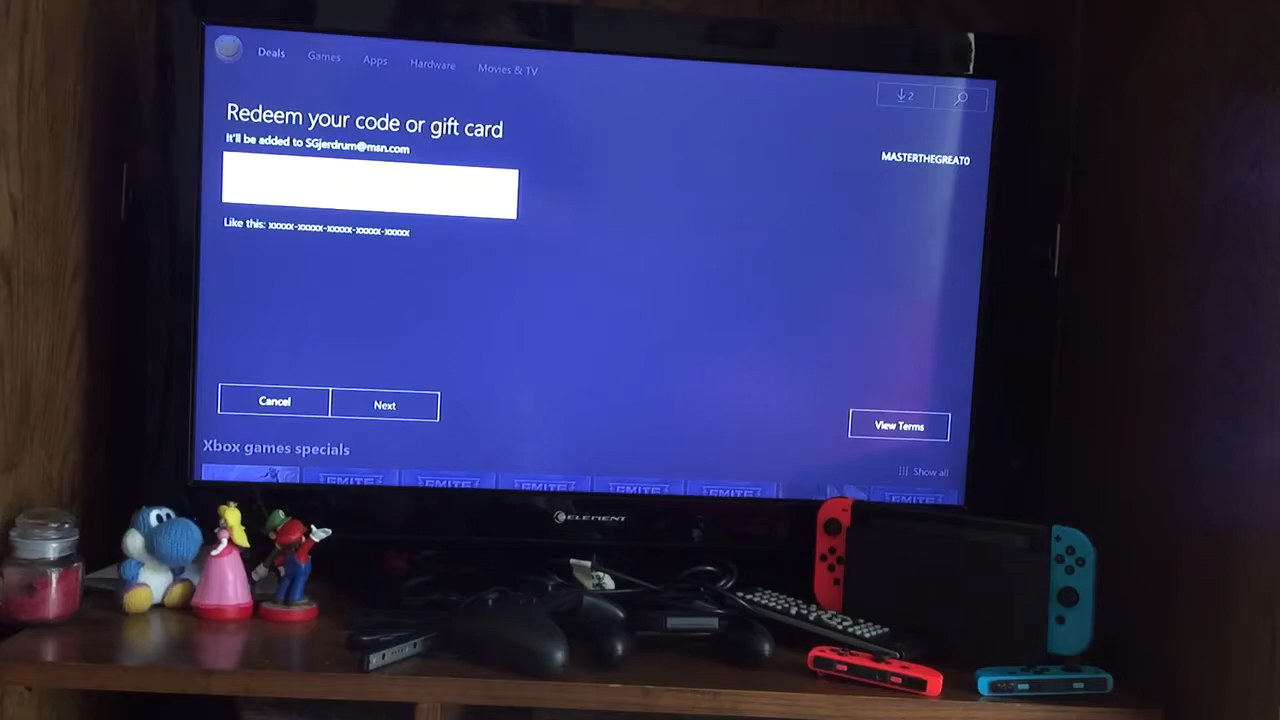 Deals Games Apps Hardware Movies & TV
2
Redeem your code or gift card
It'll be added to SGjerdrum@msn.com
MASTERTHEGREAT0
Like this: xxxxx-xxxxx-xxxxx-xxxxx-xxxxx
Cancel Next
View Terms
Xbox games specials
Show all
SMITE SMITE SMITE SMITE SMITE SMITE
ELEMENT